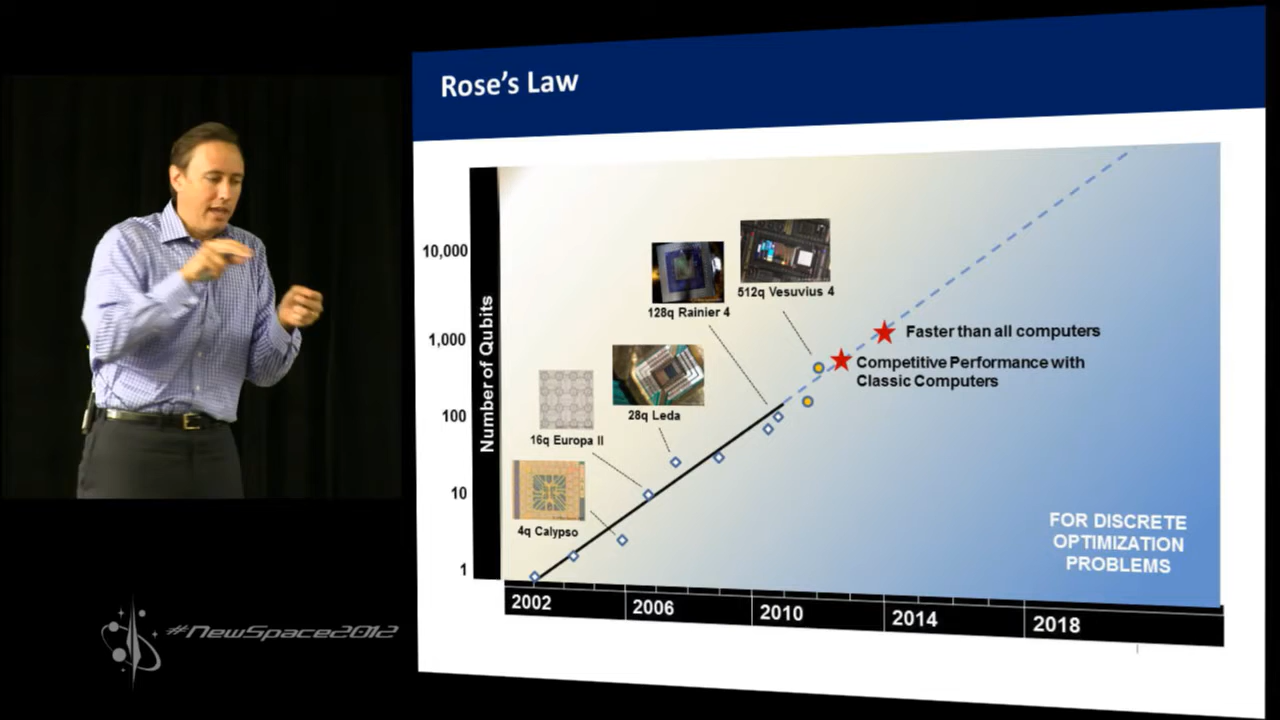 Rose's Law
10,000
1,000
100
10
1
Number of Qubits
512q Vesuvius 4
128q Rainier 4
28q Leda
16q Europa II
4q Calypso
Faster than all computers
Competitive Performance with
Classic Computers
FOR DISCRETE
OPTIMIZATION
PROBLEMS
2002
2006
2010
2014
2018
#NewSpace2012